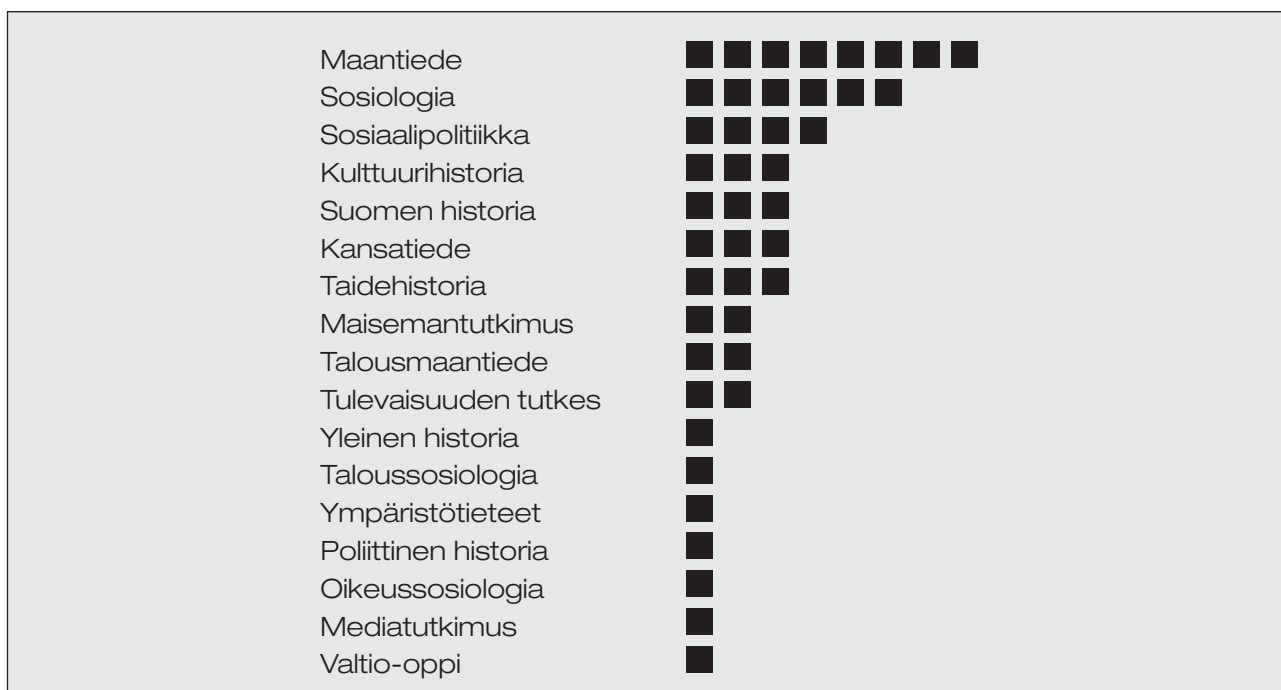 Maantiede
Sosiologia
Sosiaalipolitiikka
Kulttuurihistoria
Suomen historia
Kansatiede
Taidehistoria
Maisemantutkimus
Talousmaantiede
Tulevaisuuden tutkes
Yleinen historia
Taloussosiologia
Ympäristötieteet
Poliittinen historia
Oikeussosiologia
Mediatutkimus
Valtio-oppi